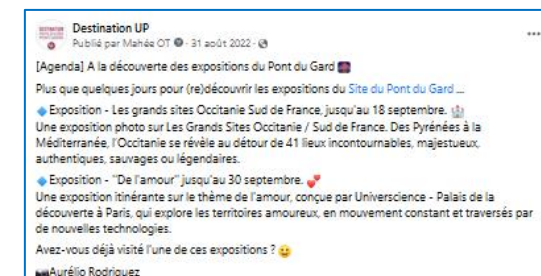 Destination UP
Publié par Mahée OT · 31 août 2022 ·
[Agenda] A la découverte des expositions du Pont du Gard
Plus que quelques jours pour (re)découvrir les expositions du Site du Pont du Gard ...
Exposition - Les grands sites Occitanie Sud de France, jusqu'au 18 septembre.
Une exposition photo sur Les Grands Sites Occitanie / Sud de France. Des Pyrénées à la
Méditerranée, l'Occitanie se révèle au détour de 41 lieux incontournables, majestueux,
authentiques, sauvages ou légendaires.
Exposition - "De l'amour" jusqu'au 30 septembre.
Une exposition itinérante sur le thème de l'amour, conçue par Universcience - Palais de la
découverte à Paris, qui explore les territoires amoureux, en mouvement constant et traversés par
de nouvelles technologies.
Avez-vous déjà visité l'une de ces expositions ?
Aurélio Rodriguez